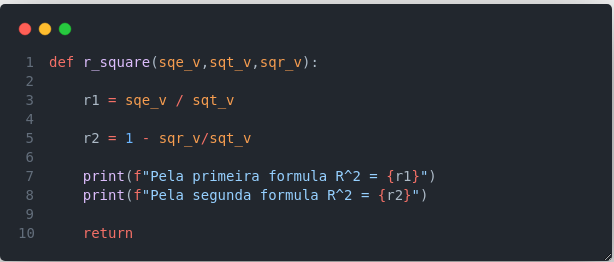 1 def r_square(sqe_v,sqt_v,sqr_v):
2
3 r1 = sqe_v / sqt_v
4
5 r2 = 1 - sqr_v/sqt_v
6
7 print(f"Pela primeira formula R^2 = {r1}")
8 print(f"Pela segunda formula R^2 = {r2}")
9
10 return